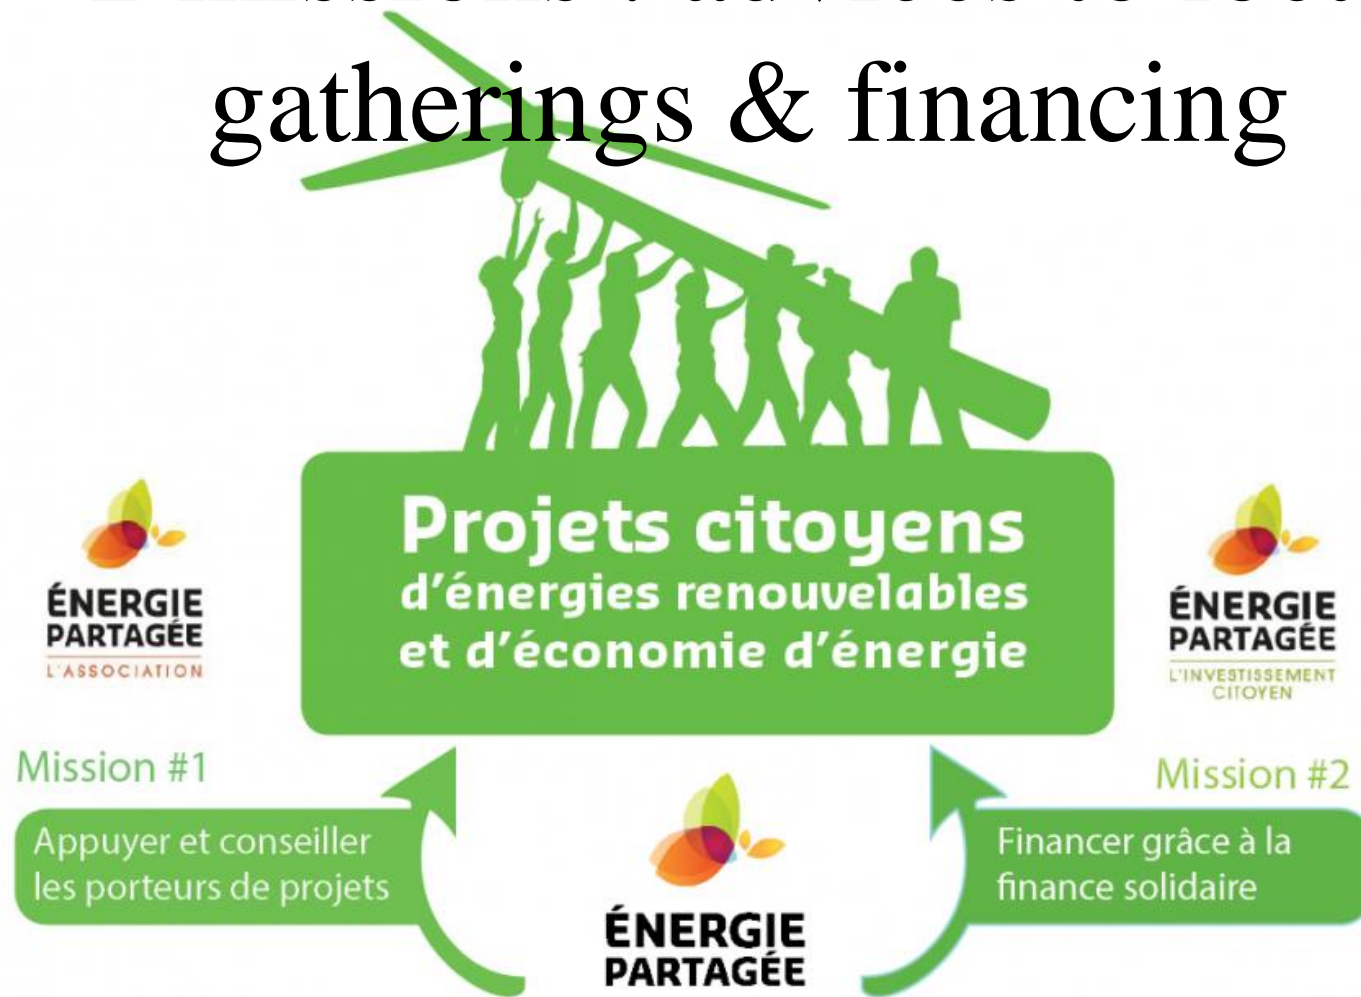 gatherings & financing
Projets citoyens
d'énergies renouvelables
et d'économie d'énergie
ÉNERGIE
PARTAGÉE
L'ASSOCIATION
ÉNERGIE
PARTAGÉE
L'INVESTISSEMENT
CITOYEN
Mission #1
Appuyer et conseiller
les porteurs de projets
Mission #2
Financer grâce à la
finance solidaire
ÉNERGIE
PARTAGÉE